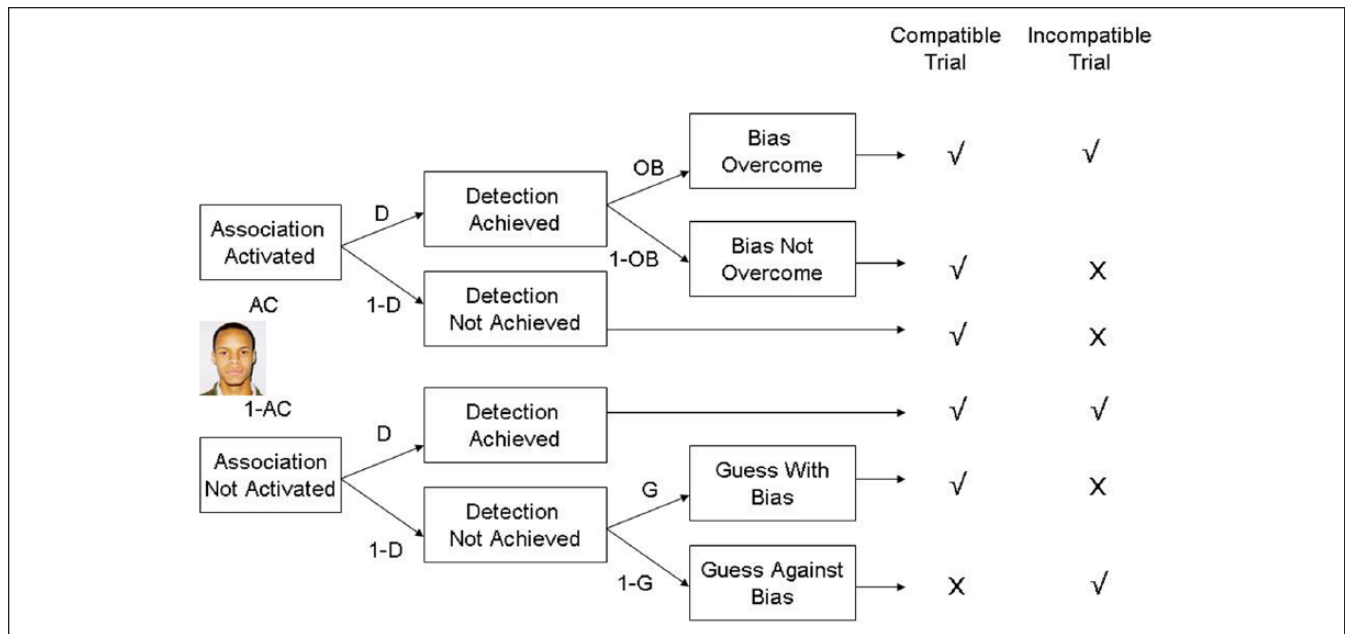 Compatible Trial
Incompatible Trial
Bias Overcome
√
√
OB
Detection Achieved
D
Association Activated
1-OB
Bias Not Overcome
√
X
AC
1-D
Detection Not Achieved
√
X
1-AC
D
Detection Achieved
√
√
Association Not Activated
G
Guess With Bias
√
X
Detection Not Achieved
1-D
1-G
Guess Against Bias
X
√